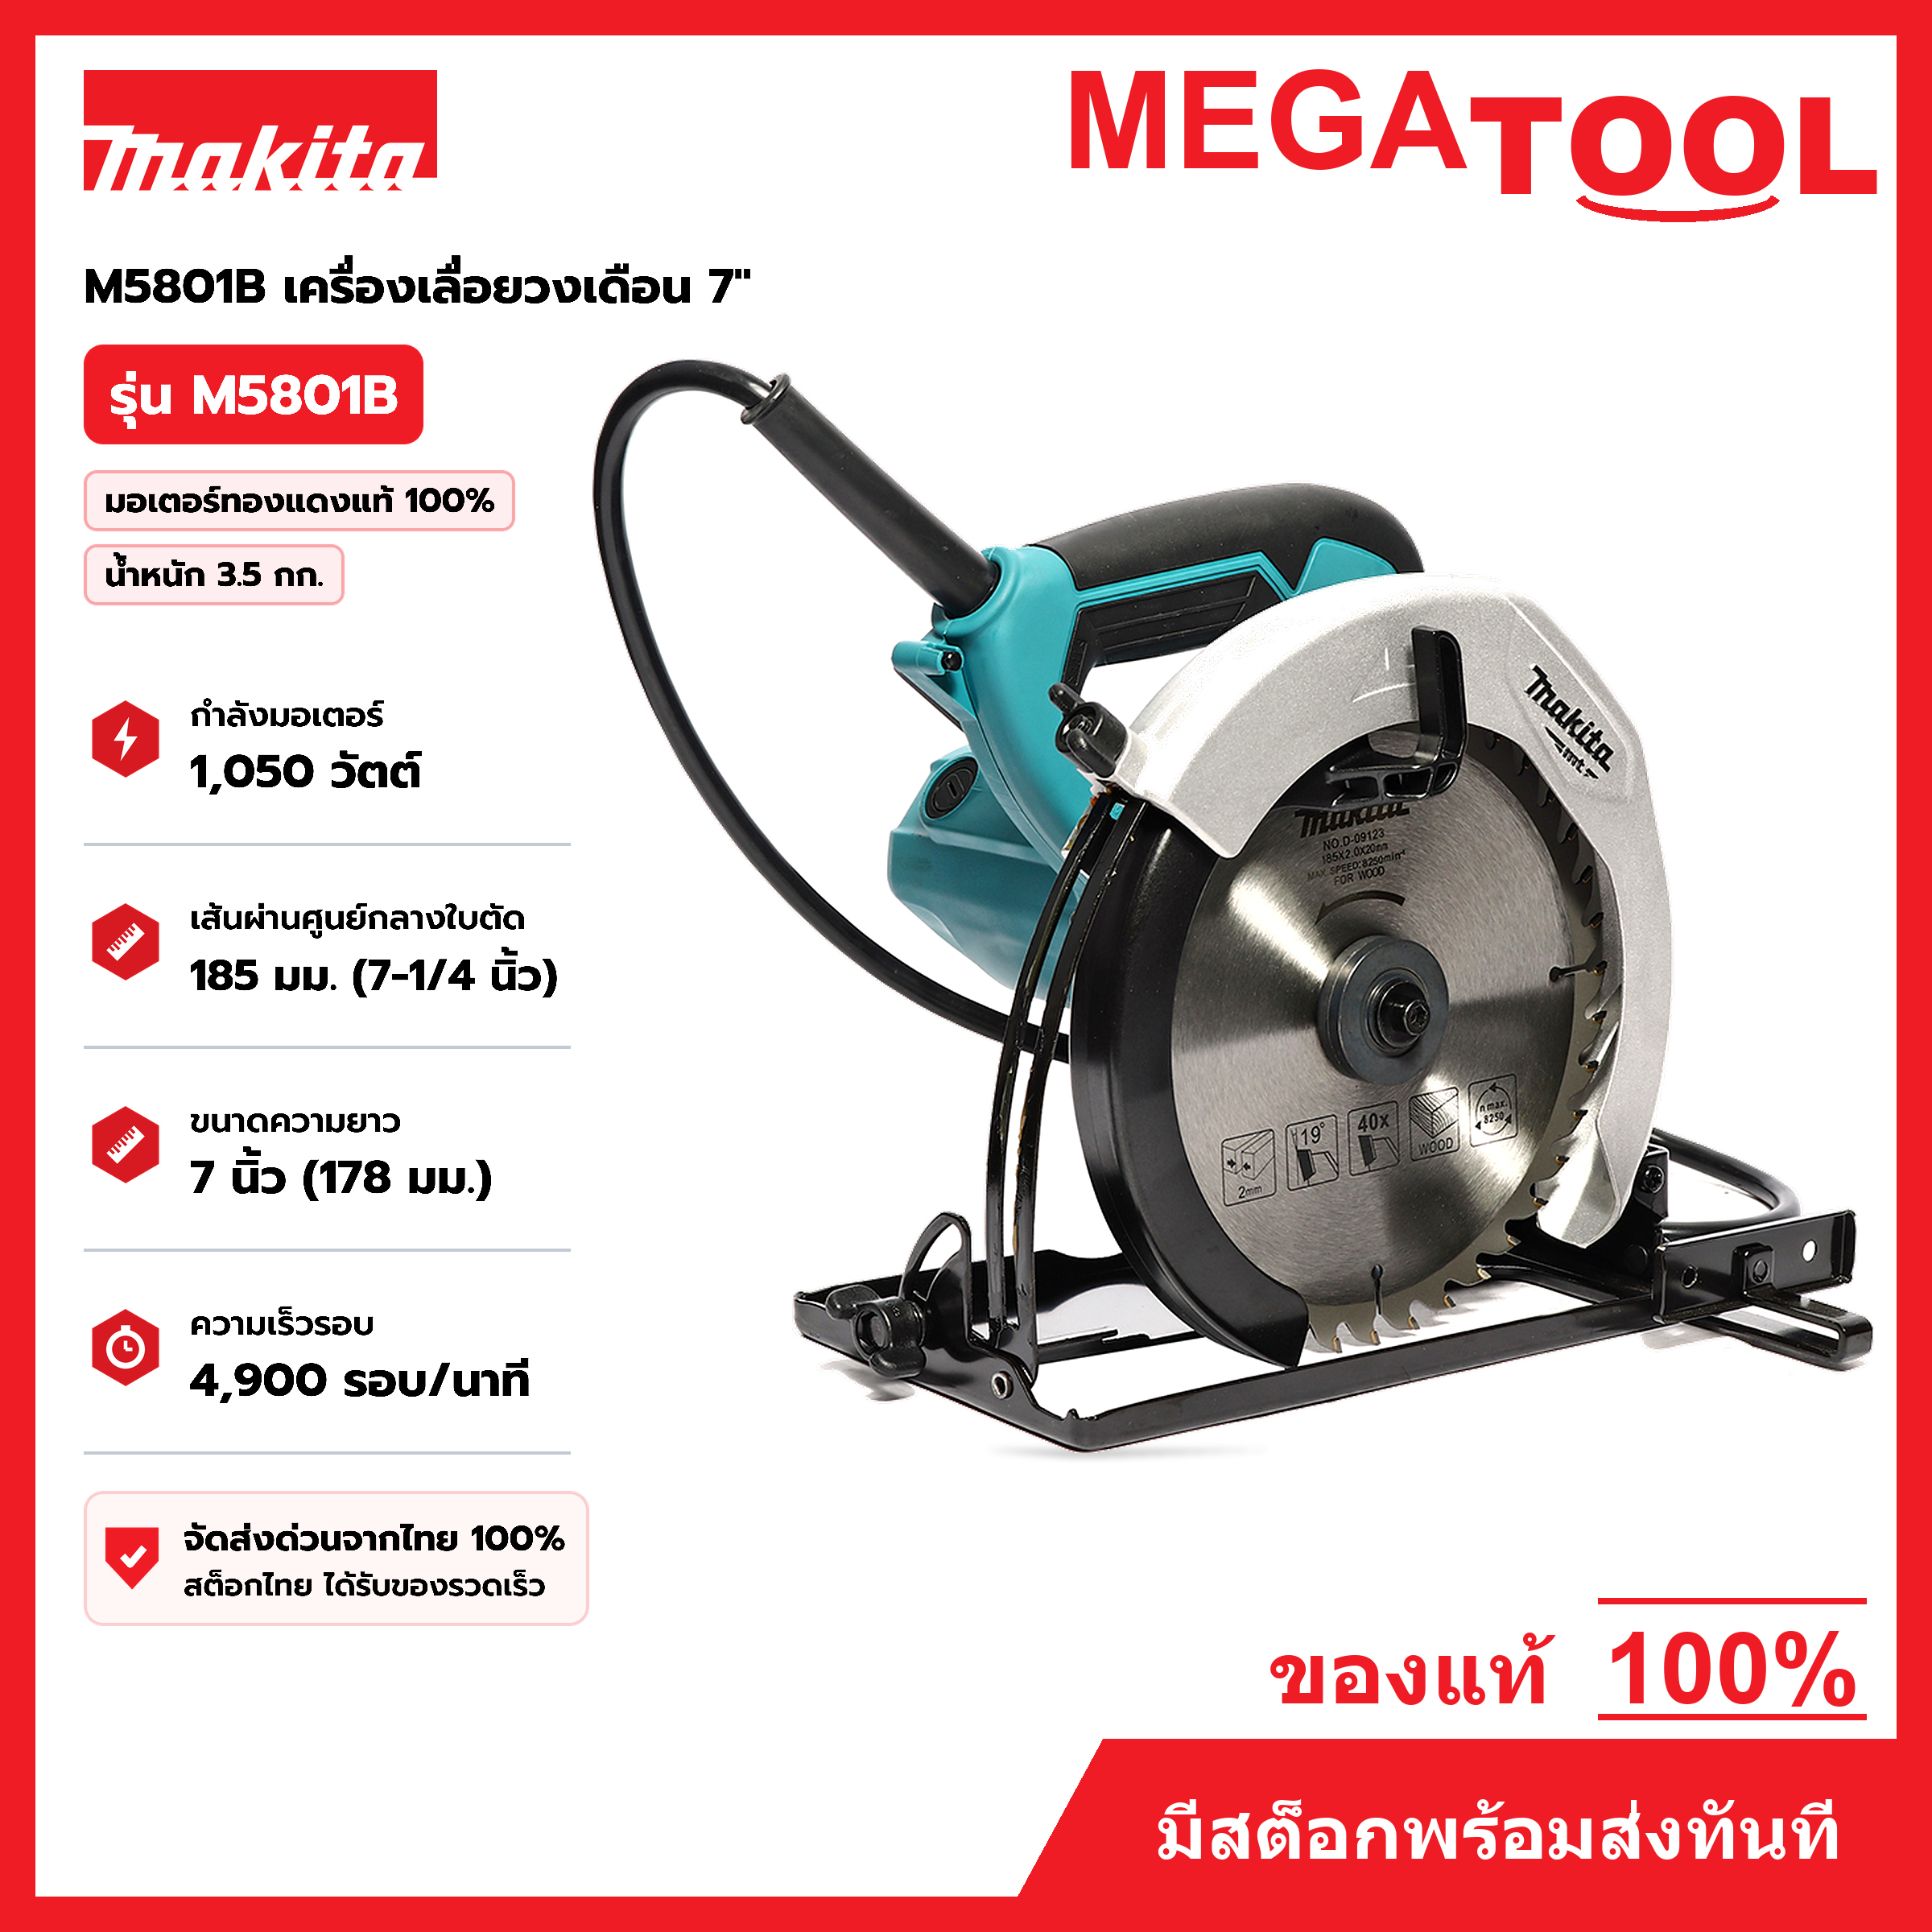 makita
MEGATOOL
M5801B เครื่องเลื่อยวงเดือน 7"
รุ่น M5801B
มอเตอร์ทองแดงแท้ 100%
น้ำหนัก 3.5 กก.
กำลังมอเตอร์
1,050 วัตต์
เส้นผ่านศูนย์กลางใบตัด
185 มม. (7-1/4 นิ้ว)
ขนาดความยาว
7 นิ้ว (178 มม.)
ความเร็วรอบ
4,900 รอบ/นาที
จัดส่งด่วนจากไทย 100%
สต็อกไทย ได้รับของรวดเร็ว
makita
mt
makita
NO.D-09123
185X2.0X20mm
MAX. SPEED:8250min⁻¹
FOR WOOD
2mm
19°
40x
WOOD
n max.
8250
ของแท้ 100%
มีสต็อกพร้อมส่งทันที